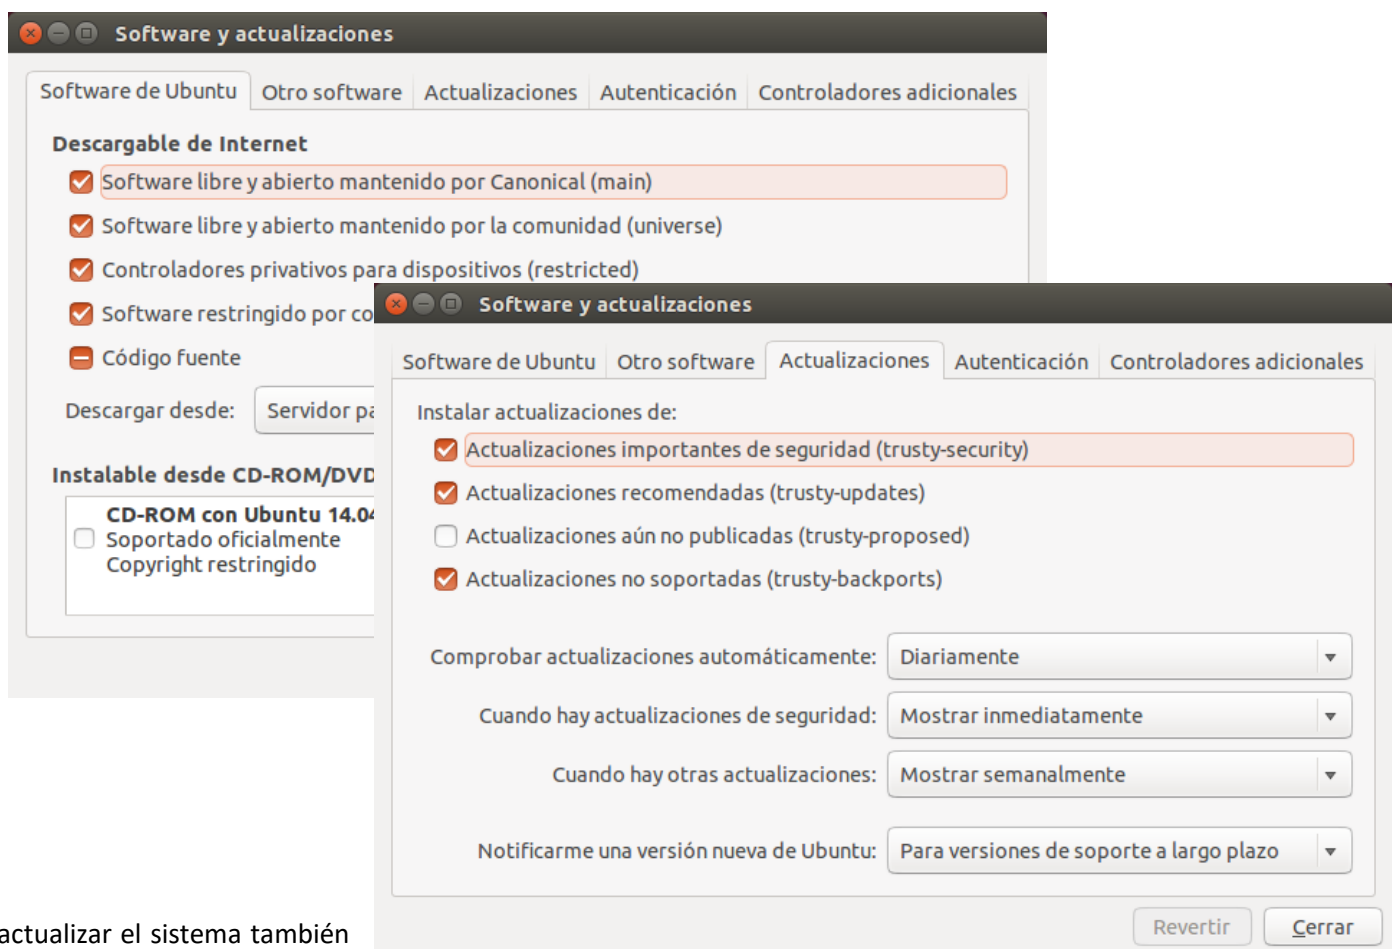 Software y actualizaciones
Software de Ubuntu Otro software Actualizaciones Autenticación Controladores adicionales
Descargable de Internet
Software libre y abierto mantenido por Canonical (main)
Software libre y abierto mantenido por la comunidad (universe)
Controladores privativos para dispositivos (restricted)
Software restringido por
Código fuente
Descargar desde: Servidor
Instalable desde CD-ROM/DVD
CD-ROM con Ubuntu 14.04
Soportado oficialmente
Copyright restringido
Software y actualizaciones
Software de Ubuntu Otro software Actualizaciones Autenticación Controladores adicionales
Instalar actualizaciones de:
Actualizaciones importantes de seguridad (trusty-security)
Actualizaciones recomendadas (trusty-updates)
Actualizaciones aún no publicadas (trusty-proposed)
Actualizaciones no soportadas (trusty-backports)
Comprobar actualizaciones automáticamente: Diariamente
Cuando hay actualizaciones de seguridad: Mostrar inmediatamente
Cuando hay otras actualizaciones: Mostrar semanalmente
Notificarme una versión nueva de Ubuntu: Para versiones de soporte a largo plazo
Revertir Cerrar
actualizar el sistema también